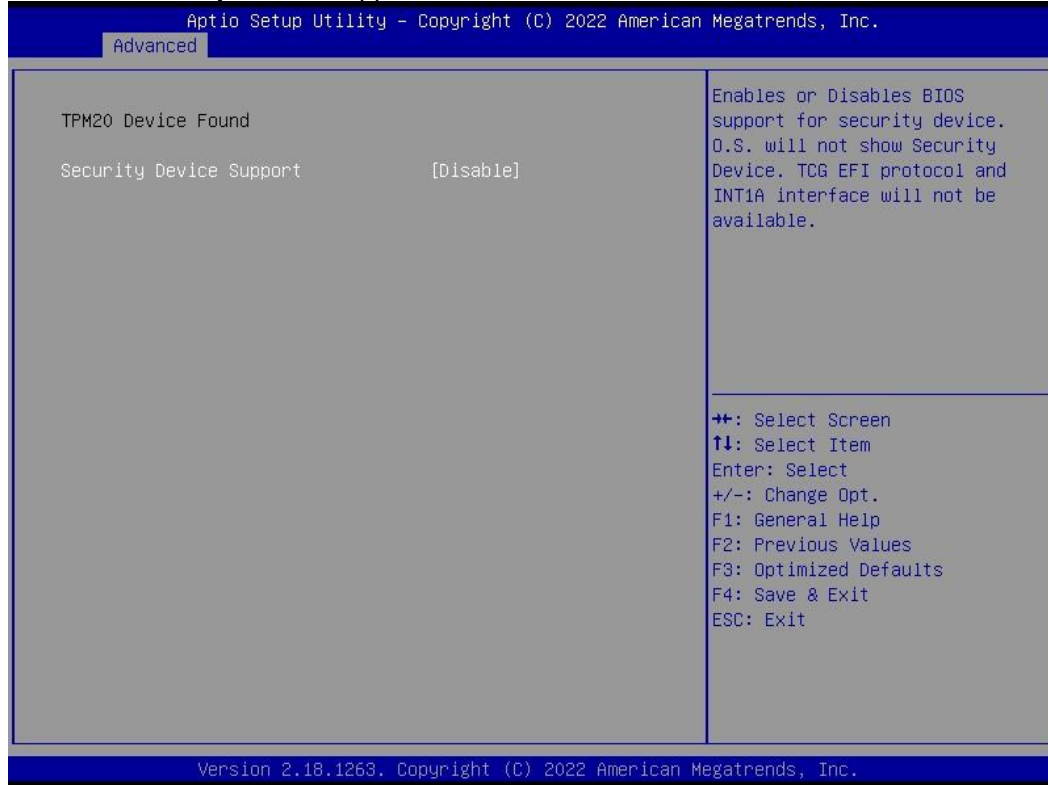 Aptio Setup Utility – Copyright (C) 2022 American Megatrends, Inc.
Advanced
TPM20 Device Found
Security Device Support [Disable]
Enables or Disables BIOS
support for security device.
O.S. will not show Security
Device. TCG EFI protocol and
INT1A interface will not be
available.
→←: Select Screen
↑↓: Select Item
Enter: Select
+/-: Change Opt.
F1: General Help
F2: Previous Values
F3: Optimized Defaults
F4: Save & Exit
ESC: Exit
Version 2.18.1263. Copyright (C) 2022 American Megatrends, Inc.